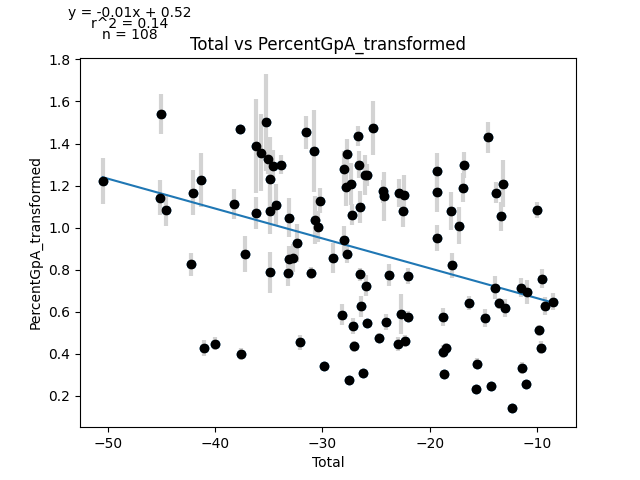 y = -0.01x + 0.52
r^2 = 0.14
n = 108
Total vs PercentGpA_transformed
1.8
1.6
1.4
1.2
1.0
0.8
0.6
0.4
0.2
PercentGpA_transformed
−50
−40
−30
−20
−10
Total